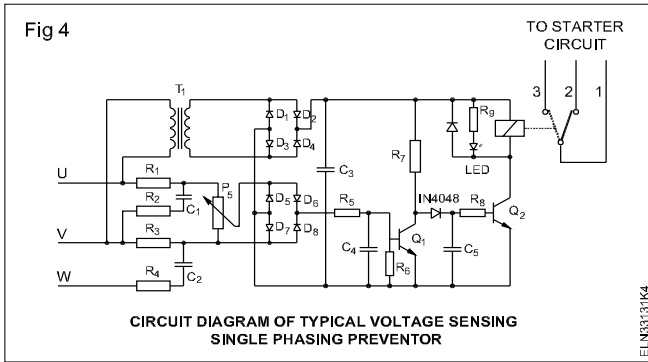 Fig 4
TO STARTER
CIRCUIT
3 2 1
T1
D1 D2
D3 D4
R9
LED
C3
R7
U
R1
P5
R2
C1
D5 D6
R5
IN4048
R8
Q2
V
R3
D7 D8
C4
Q1
C5
R6
W
R4
C2
CIRCUIT DIAGRAM OF TYPICAL VOLTAGE SENSING
SINGLE PHASING PREVENTOR
ELN33131K4